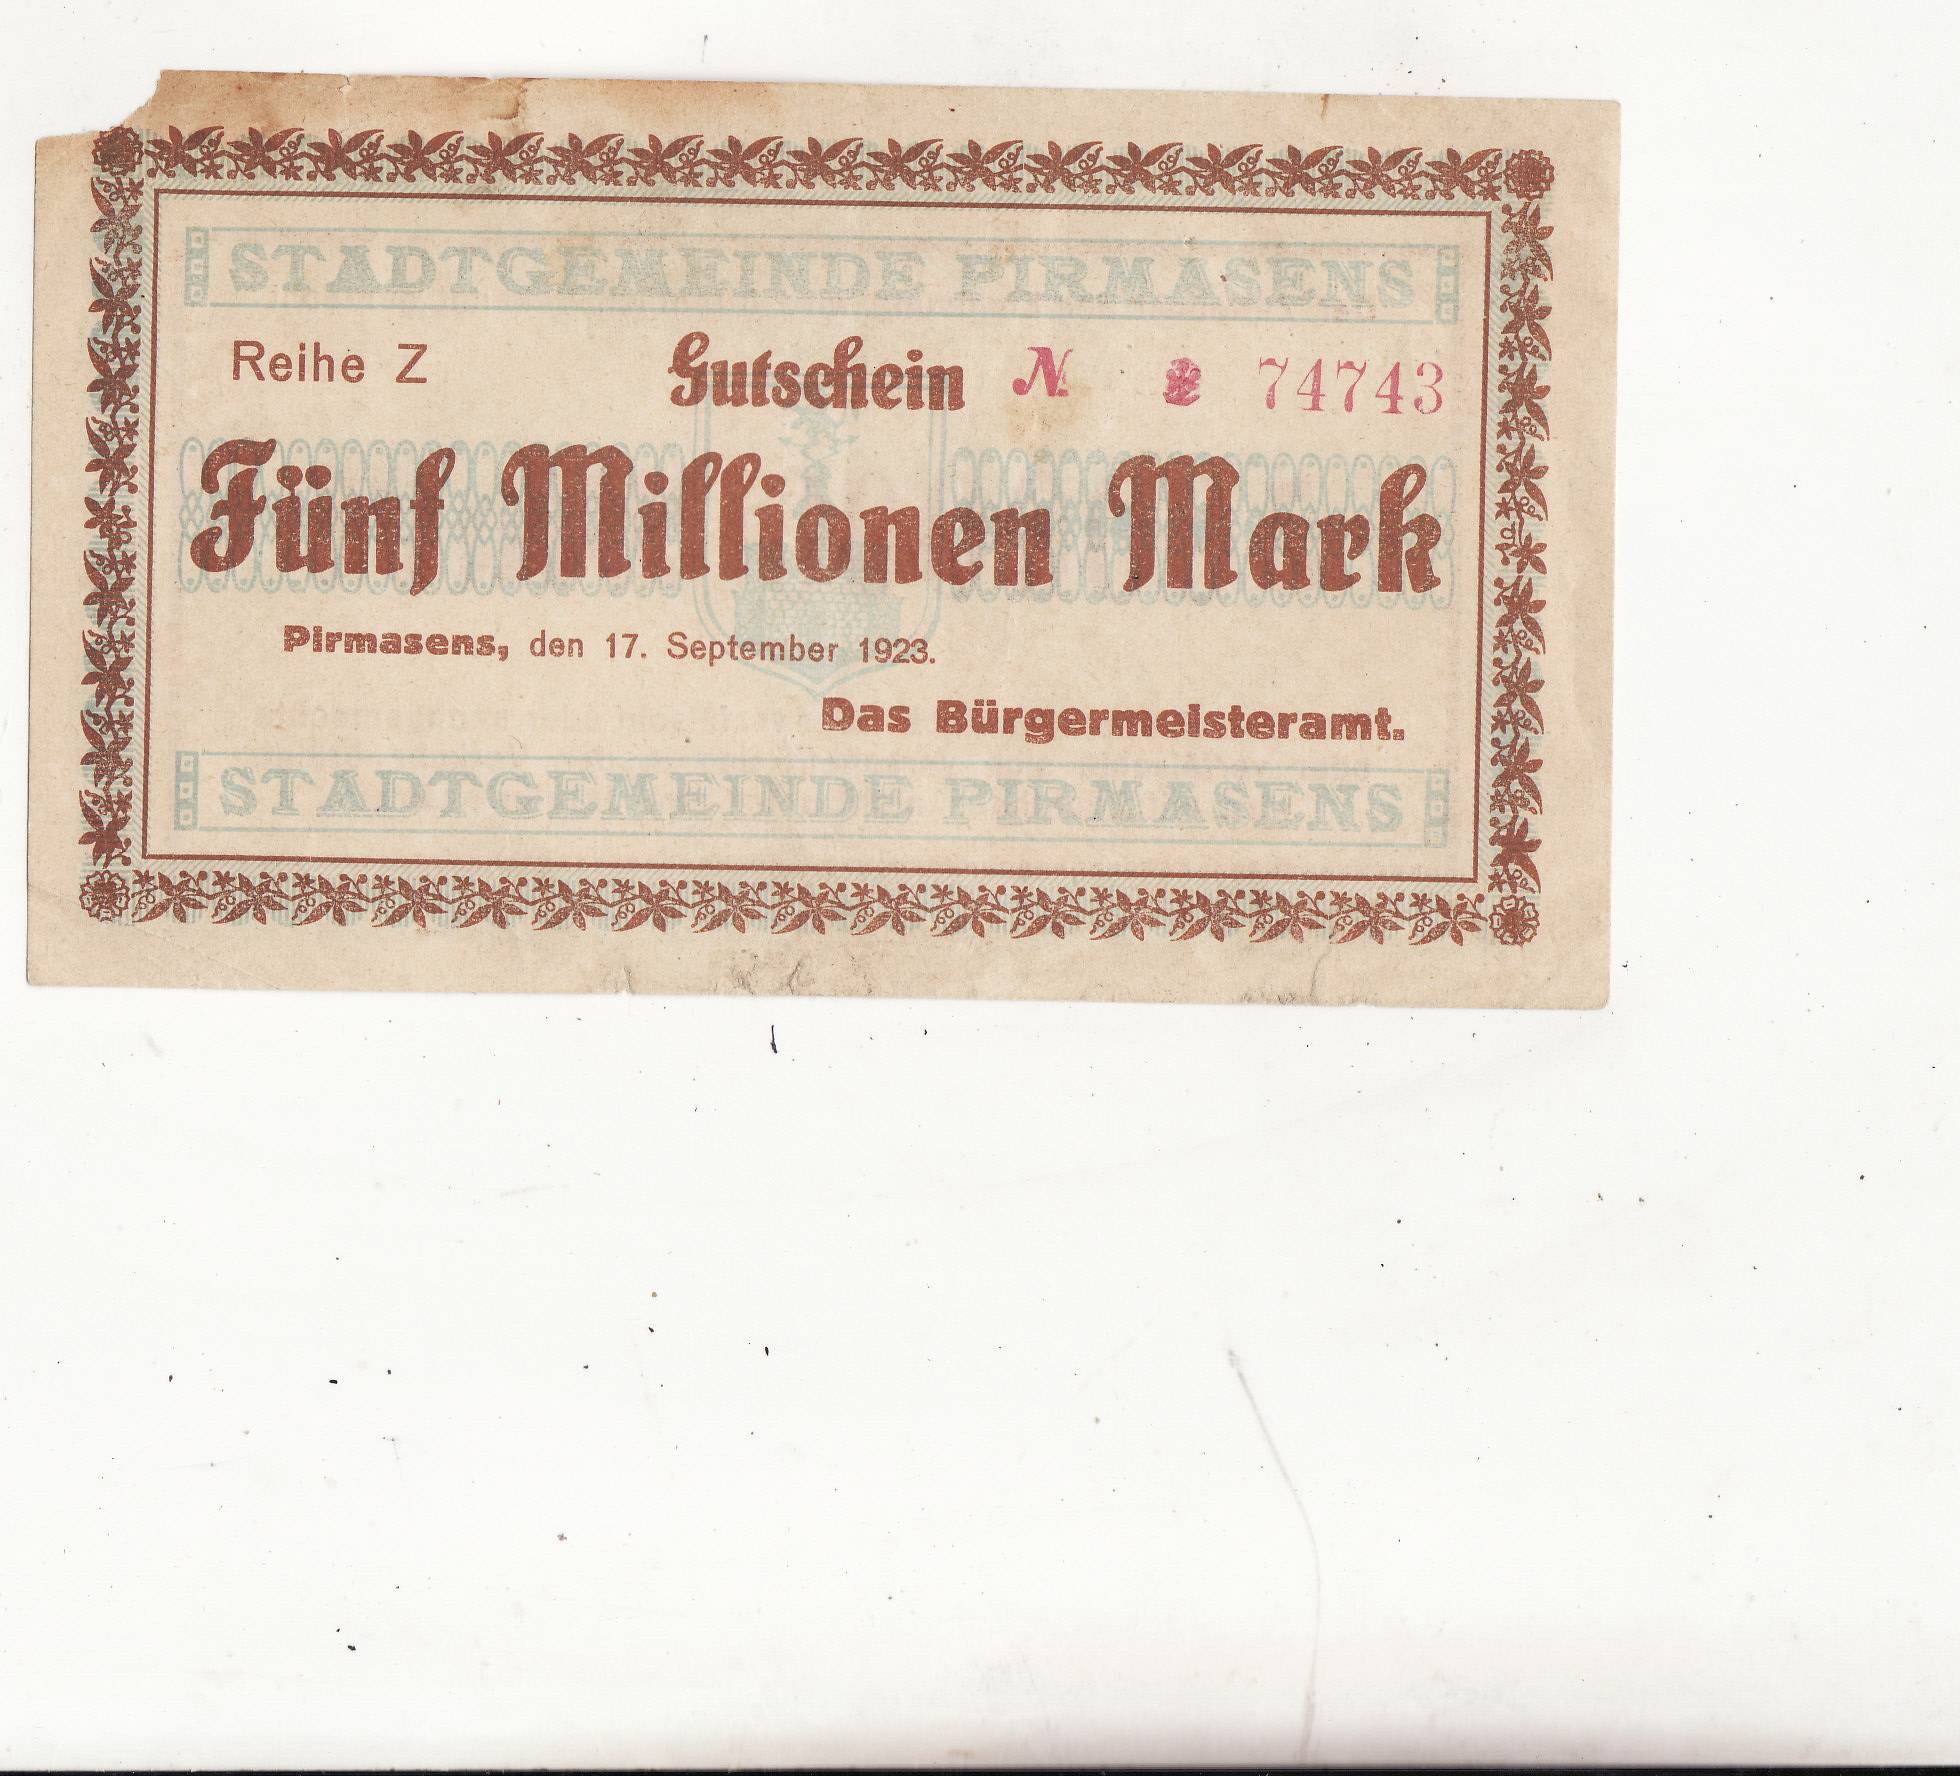 STADTGEMEINDE PIRMASENS
Reihe Z Gutschein N. 74743
Fünf Millionen Mark
Pirmasens, den 17. September 1923.
Das Bürgermeisteramt.
STADTGEMEINDE PIRMASENS